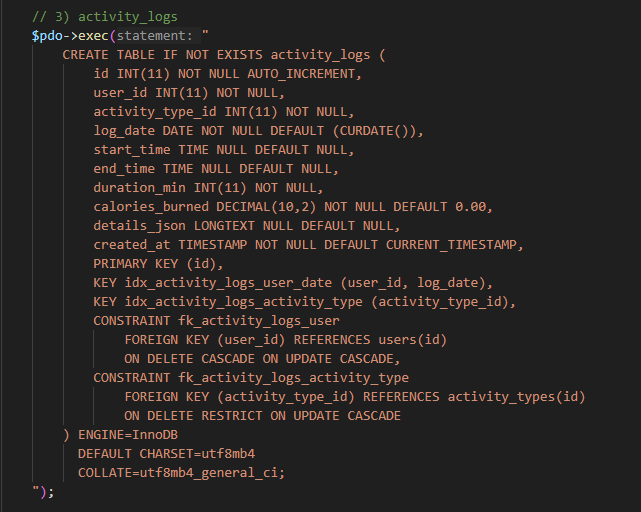 // 3) activity_logs
$pdo->exec(statement: "
    CREATE TABLE IF NOT EXISTS activity_logs (
        id INT(11) NOT NULL AUTO_INCREMENT,
        user_id INT(11) NOT NULL,
        activity_type_id INT(11) NOT NULL,
        log_date DATE NOT NULL DEFAULT (CURDATE()),
        start_time TIME NULL DEFAULT NULL,
        end_time TIME NULL DEFAULT NULL,
        duration_min INT(11) NOT NULL,
        calories_burned DECIMAL(10,2) NOT NULL DEFAULT 0.00,
        details_json LONGTEXT NULL DEFAULT NULL,
        created_at TIMESTAMP NOT NULL DEFAULT CURRENT_TIMESTAMP,
        PRIMARY KEY (id),
        KEY idx_activity_logs_user_date (user_id, log_date),
        KEY idx_activity_logs_activity_type (activity_type_id),
        CONSTRAINT fk_activity_logs_user
            FOREIGN KEY (user_id) REFERENCES users(id)
            ON DELETE CASCADE ON UPDATE CASCADE,
        CONSTRAINT fk_activity_logs_activity_type
            FOREIGN KEY (activity_type_id) REFERENCES activity_types(id)
            ON DELETE RESTRICT ON UPDATE CASCADE
    ) ENGINE=InnoDB
      DEFAULT CHARSET=utf8mb4
      COLLATE=utf8mb4_general_ci;
");